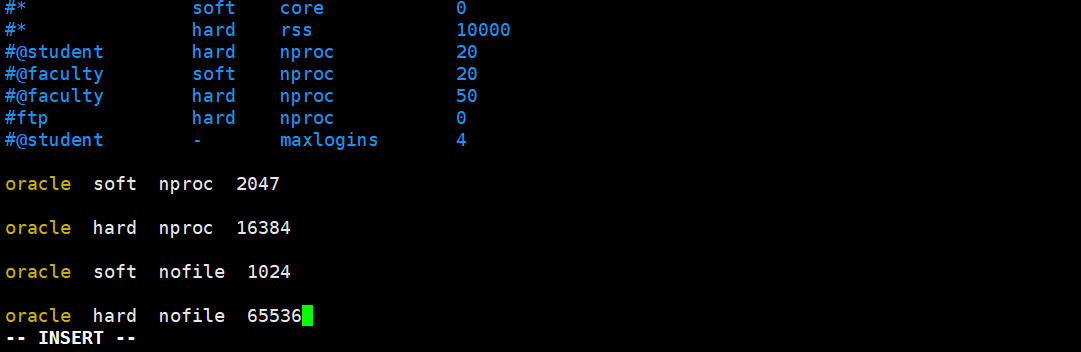 #*               soft    core            0
#*               hard    rss             10000
#@student        hard    nproc           20
#@faculty        soft    nproc           20
#@faculty        hard    nproc           50
#ftp             hard    nproc           0
#@student        -       maxlogins       4
oracle  soft  nproc  2047
oracle  hard  nproc  16384
oracle  soft  nofile  1024
oracle  hard  nofile  65536
-- INSERT --